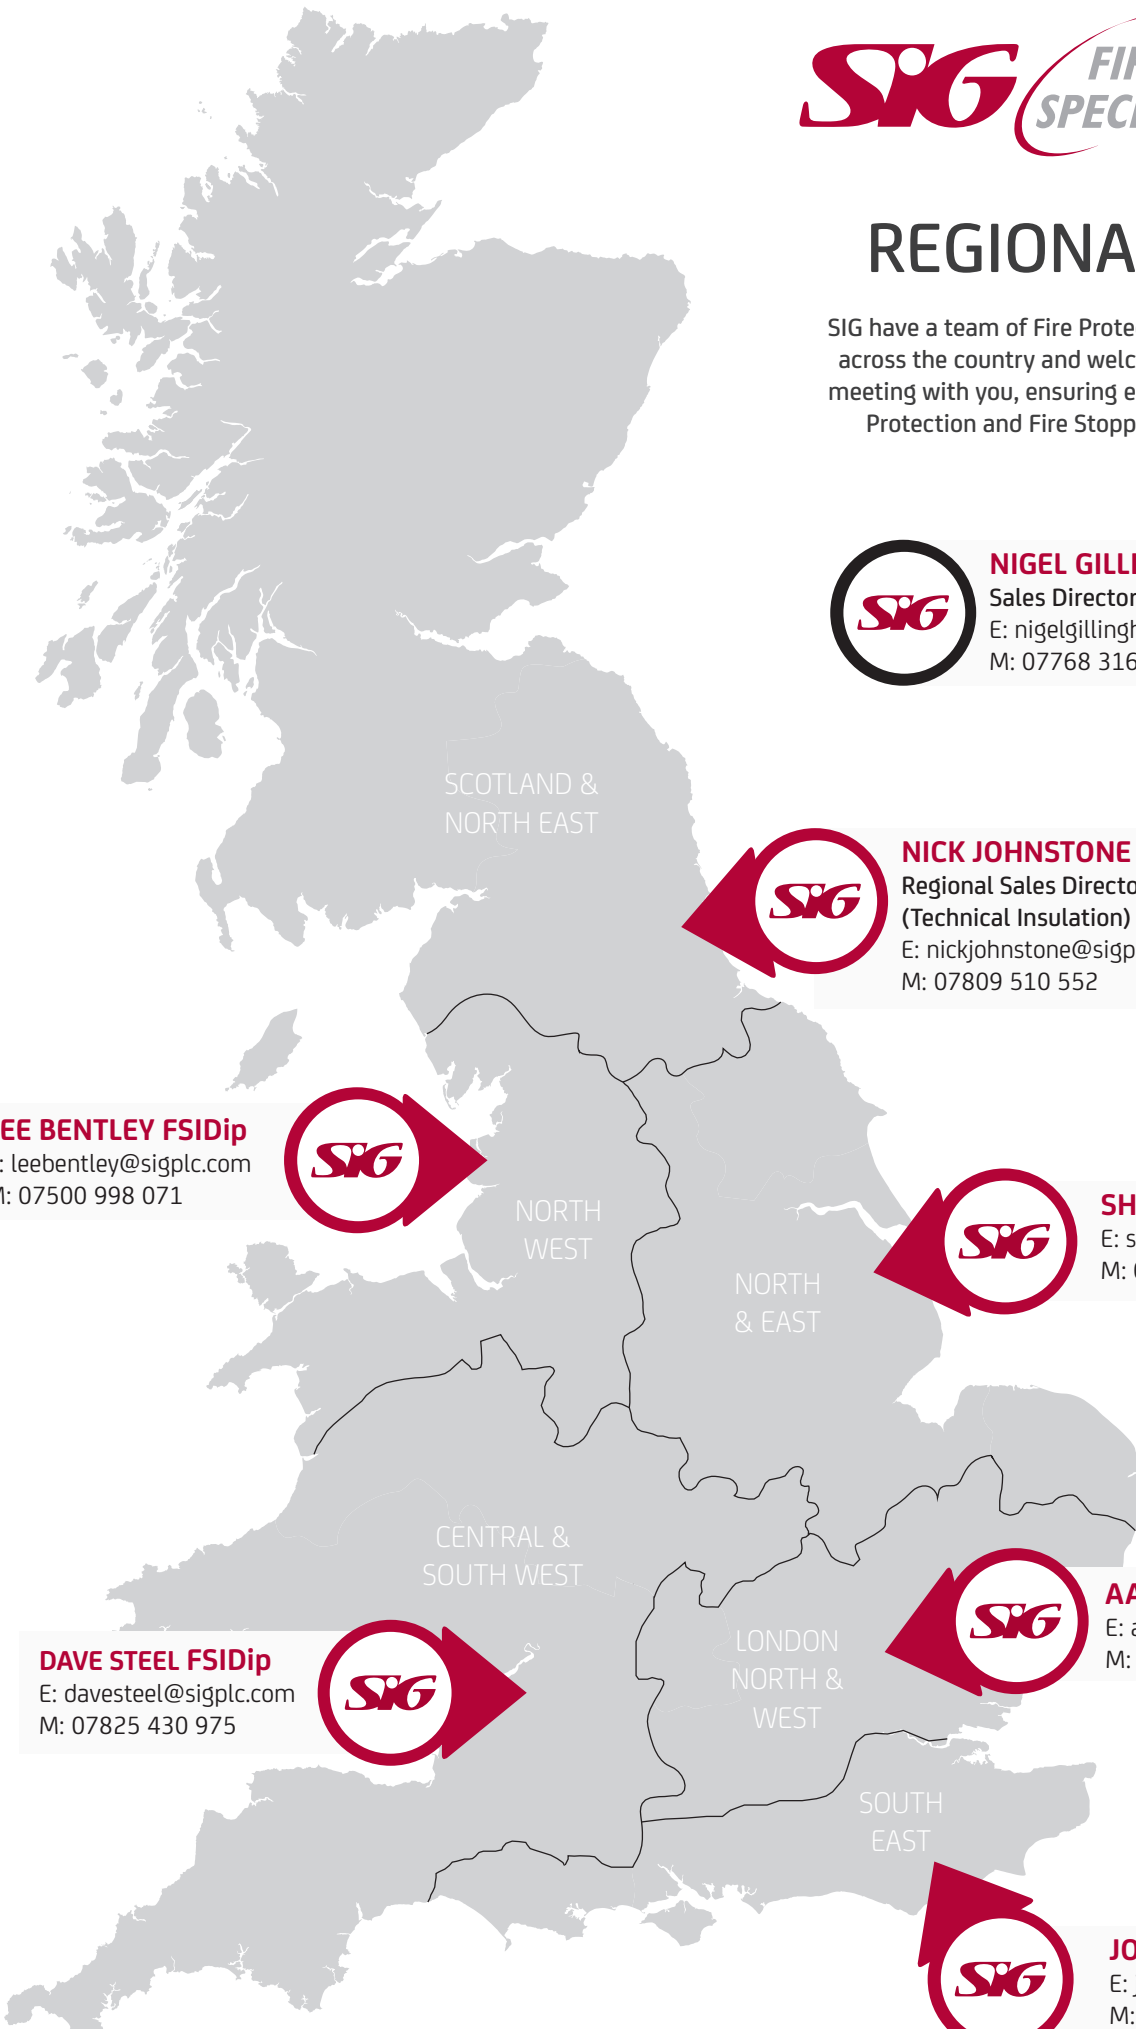 SiG
REGIONA
SIG have a team of Fire Prote
across the country and welc
meeting with you, ensuring e
Protection and Fire Stopp
SiG
NIGEL GILLI
Sales Director
E: nigelgillingh
M: 07768 316
SCOTLAND &
NORTH EAST
SiG
NICK JOHNSTONE
Regional Sales Directo
(Technical Insulation)
E: nickjohnstone@sigp
M: 07809 510 552
EE BENTLEY FSIDip
: leebentley@sigplc.com
M: 07500 998 071
SiG
NORTH
WEST
SiG
SH
E: s
M: 
NORTH
& EAST
CENTRAL &
SOUTH WEST
SiG
AA
E: a
M:
DAVE STEEL FSIDip
E: davesteel@sigplc.com
M: 07825 430 975
SiG
LONDON
NORTH &
WEST
SOUTH
EAST
SiG
JO
E: j
M: